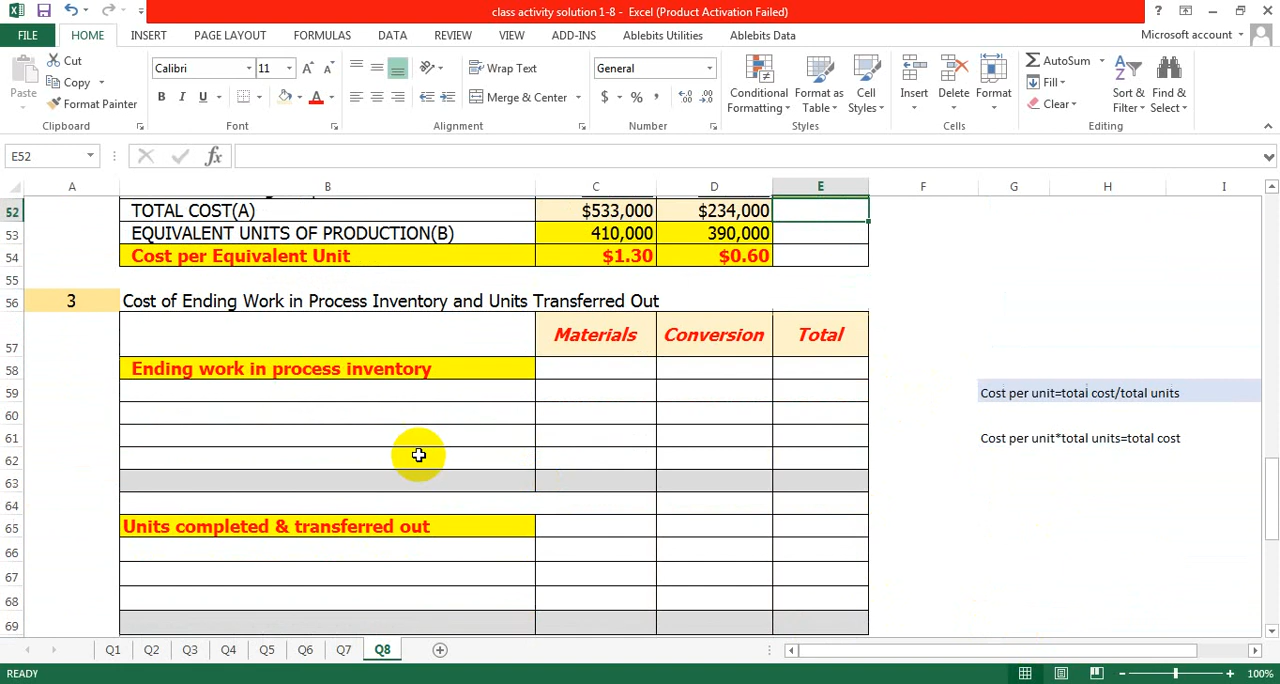 class activity solution 1-8 - Excel (Product Activation Failed)
FILE HOME INSERT PAGE LAYOUT FORMULAS DATA REVIEW VIEW ADD-INS Ablebits Utilities Ablebits Data Microsoft account
Paste
Cut
Copy
Format Painter
Calibri 11
B I U
Wrap Text
Merge & Center
General
$ % ,
Conditional Formatting
Format as Table
Cell Styles
Insert Delete Format
AutoSum
Fill
Clear
Sort & Filter
Find & Select
Clipboard Font Alignment Number Styles Cells Editing
E52 fx
A B C D E F G H I
52 TOTAL COST(A) $533,000 $234,000
53 EQUIVALENT UNITS OF PRODUCTION(B) 410,000 390,000
54 Cost per Equivalent Unit $1.30 $0.60
55
56 3 Cost of Ending Work in Process Inventory and Units Transferred Out
57 Materials Conversion Total
58 Ending work in process inventory
59 Cost per unit=total cost/total units
60
61 Cost per unit*total units=total cost
62
63
64
65 Units completed & transferred out
66
67
68
69
Q1 Q2 Q3 Q4 Q5 Q6 Q7 Q8
READY 100%